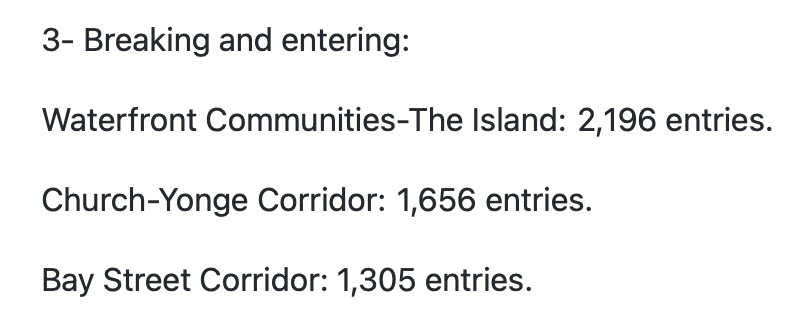 3- Breaking and entering:
Waterfront Communities-The Island: 2,196 entries.
Church-Yonge Corridor: 1,656 entries.
Bay Street Corridor: 1,305 entries.